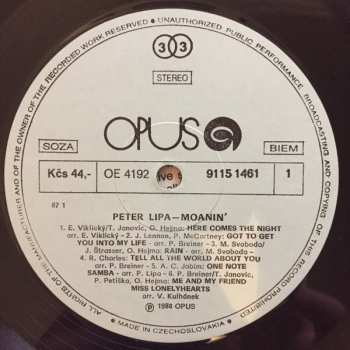 ALL RIGHTS OF THE MANUFACTURER AND OF THE OWNER OF THE RECORDED WORK RESERVED • UNAUTHORIZED PUBLIC PERFORMANCE, BROADCASTING AND COPYING OF THIS RECORD PROHIBITED
33
STEREO
OPUS
SOZA
BIEM
Kčs 44,-
OE 4192
9115 1461
1
87 1
PETER LIPA – MOANIN'
1. E. Viklický/T. Janovic, O. Hejma: HERE COMES THE NIGHT
arr. E. Viklický - 2. J. Lennon, P. McCartney: GOT TO GET
YOU INTO MY LIFE - arr. P. Breiner - 3. M. Svoboda/
J. Štrasser, O. Hejma: RAIN - arr. M. Svoboda -
4. R. Charles: TELL ALL THE WORLD ABOUT YOU
arr. P. Breiner - 5. A. C. Jobim: ONE NOTE
SAMBA - arr. P. Lipa - 6. P. Breiner/T. Janovic,
P. Petiška, O. Hejma: ME AND MY FRIEND
MISS LONELYHEARTS
arr. V. Kulhánek
℗ 1984 OPUS
MADE IN CZECHOSLOVAKIA